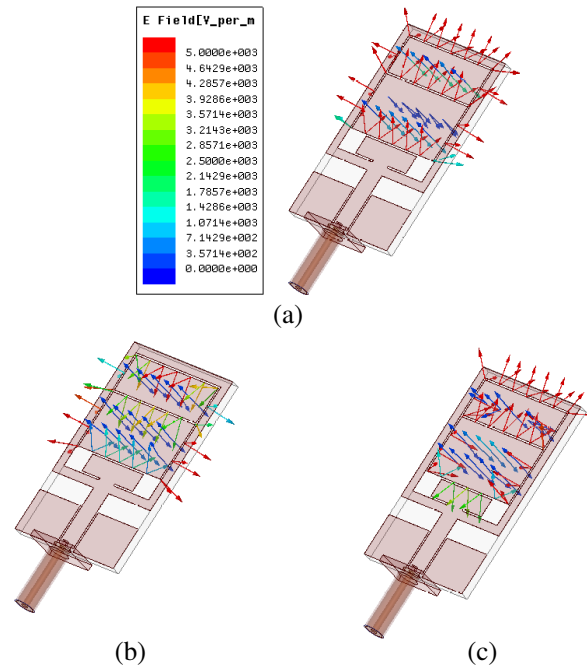 E Field[V_per_m
5.0000e+003
4.6429e+003
4.2857e+003
3.9286e+003
3.5714e+003
3.2143e+003
2.8571e+003
2.5000e+003
2.1429e+003
1.7857e+003
1.4286e+003
1.0714e+003
7.1429e+002
3.5714e+002
0.0000e+000
(a)
(b)
(c)